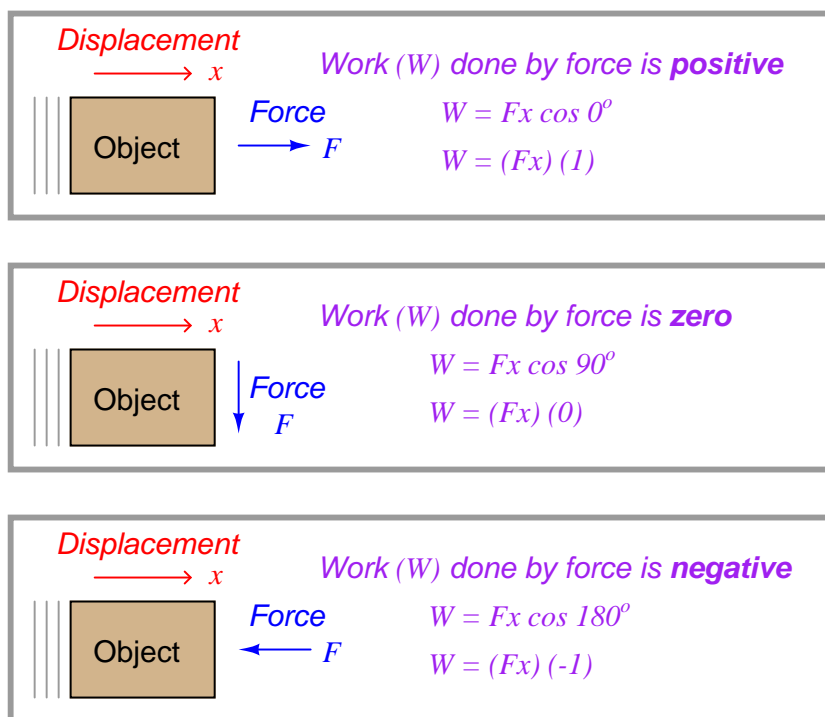 Displacement
x
Work (W) done by force is positive
Force
F
Object
W = Fx cos 0°
W = (Fx) (1)
Displacement
x
Work (W) done by force is zero
Object
Force
F
W = Fx cos 90°
W = (Fx) (0)
Displacement
x
Work (W) done by force is negative
Force
F
Object
W = Fx cos 180°
W = (Fx) (-1)